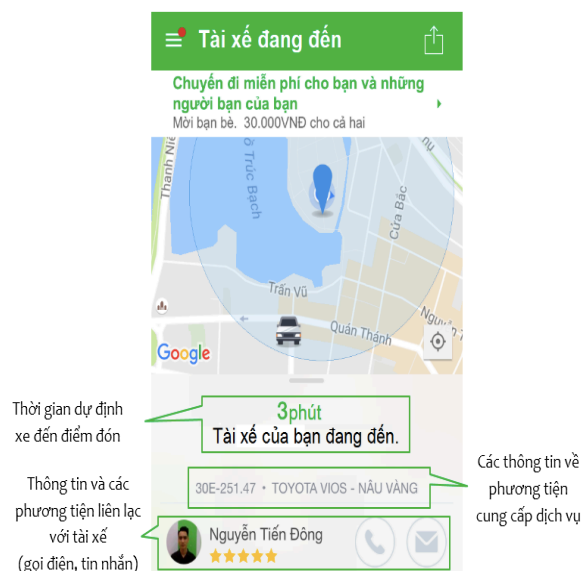 Tài xế đang đến
Chuyến đi miễn phí cho bạn và những
người bạn của bạn
Mời bạn bè. 30.000VNĐ cho cả hai
Thanh Niê
Trúc Bạch
Cửa Bắc
Trấn Vũ
Quán Thánh
Google
3phút
Tài xế của bạn đang đến.
Thời gian dự định
xe đến điểm đón
30E-251.47 • TOYOTA VIOS - NÂU VÀNG
Các thông tin về
phương tiện
cung cấp dịch vụ
Thông tin và các
phương tiện liên lạc
với tài xế
(gọi điện, tin nhắn)
Nguyễn Tiến Đông